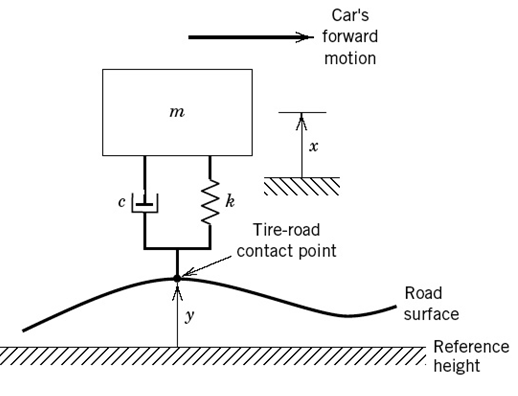 Car's
forward
motion
m
x
c
k
Tire-road
contact point
y
Road
surface
Reference
height